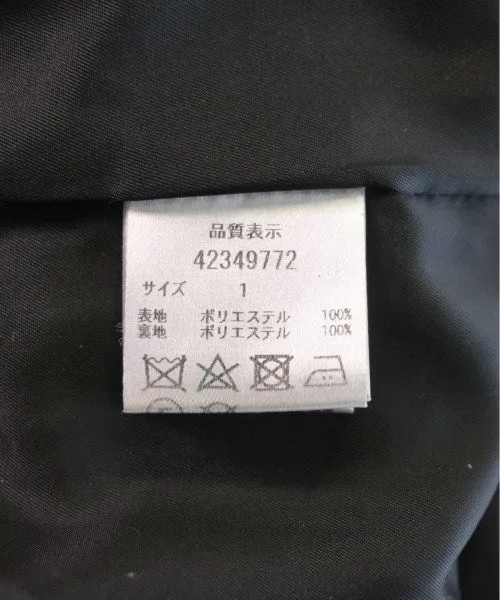 品質表示
42349772
サイズ 1
表地 ポリエステル 100%
裏地 ポリエステル 100%